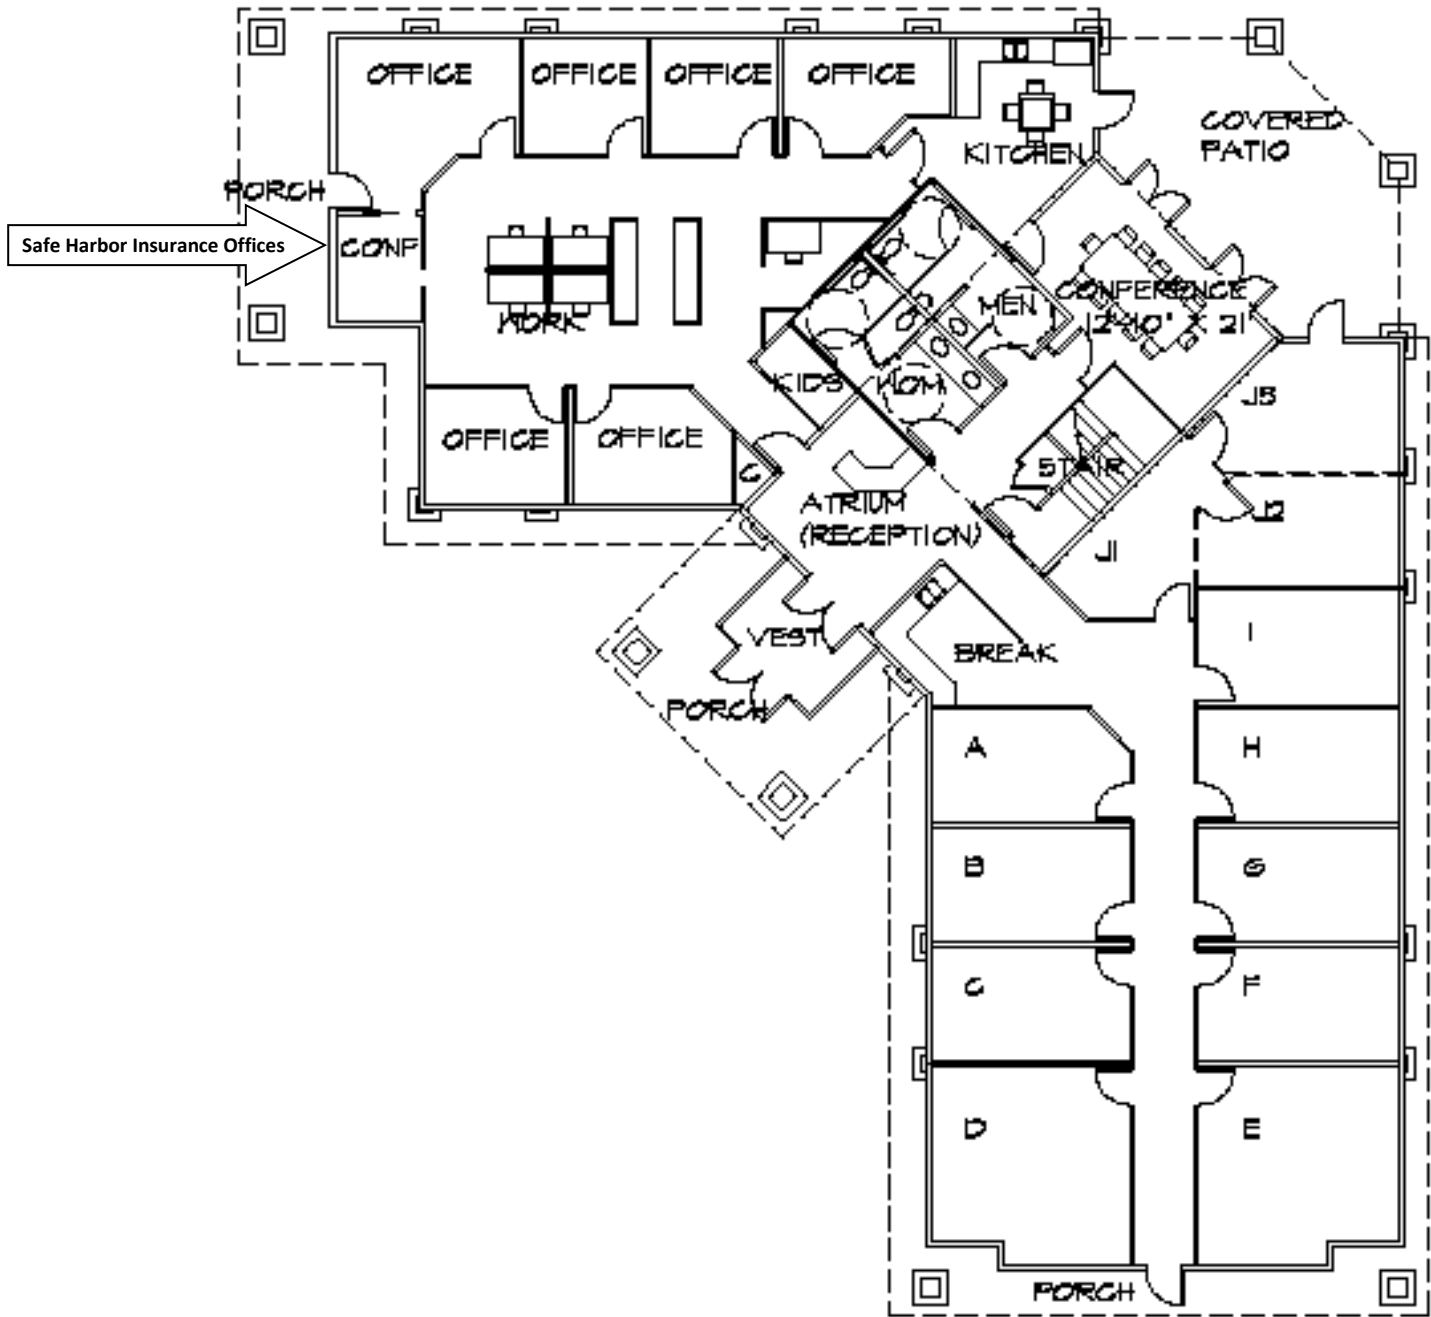 OFFICE
OFFICE
OFFICE
OFFICE
COVERED
PATIO
KITCHEN
PORCH
Safe Harbor Insurance Offices
CONF
CONFERENCE
12'-10" X 21'
MEN
WORK
KIDS
WOM
J3
OFFICE
OFFICE
C
STAIR
ATRIUM
(RECEPTION)
J2
J1
VEST
BREAK
I
PORCH
A
H
B
G
C
F
D
E
PORCH